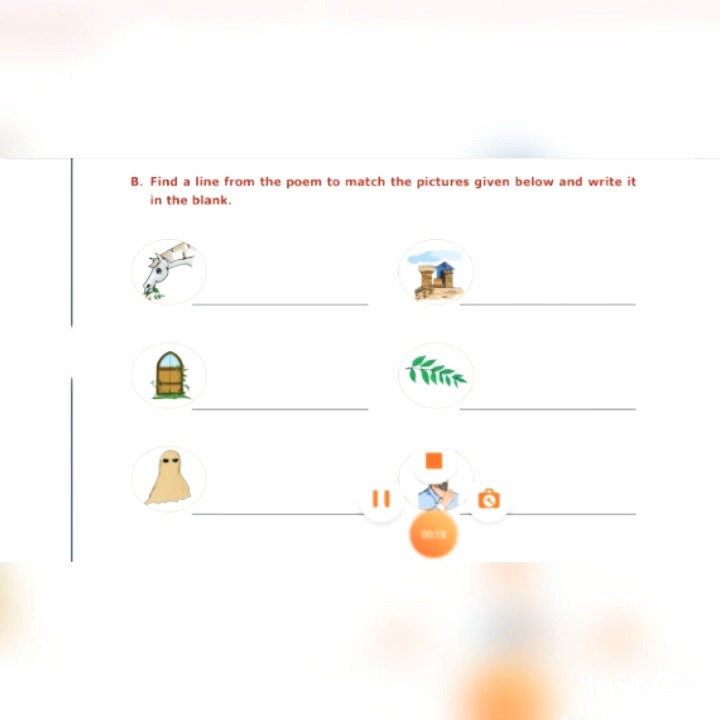 B. Find a line from the poem to match the pictures given below and write it
in the blank.